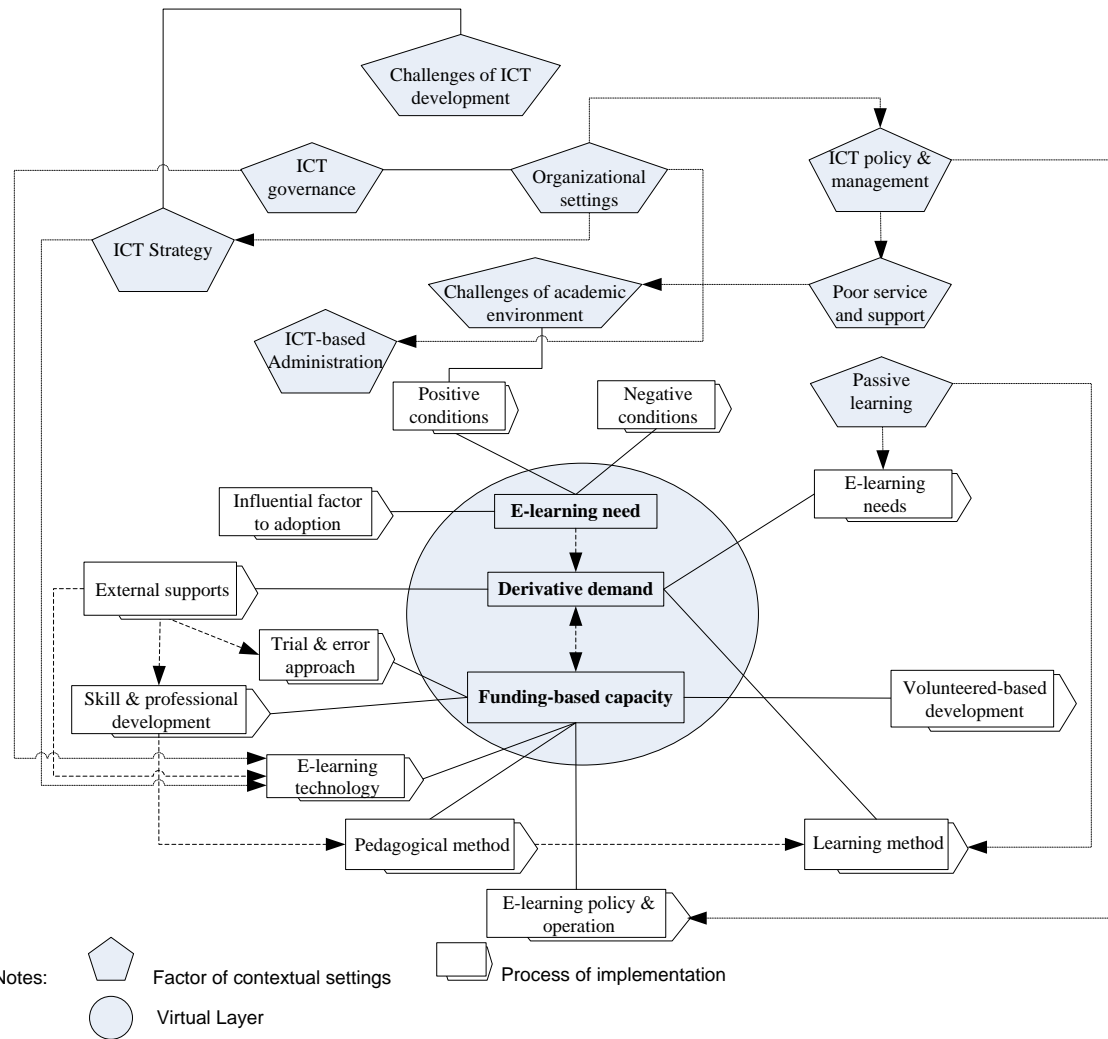 Challenges of ICT
development
ICT
governance
Organizational
settings
ICT policy &
management
ICT Strategy
Challenges of academic
environment
Poor service
and support
ICT-based
Administration
Positive
conditions
Negative
conditions
Passive
learning
Influential factor
to adoption
E-learning need
E-learning
needs
External supports
Derivative demand
Trial & error
approach
Skill & professional
development
Funding-based capacity
Volunteered-based
development
E-learning
technology
Pedagogical method
Learning method
E-learning policy &
operation
Notes:
Factor of contextual settings
Process of implementation
Virtual Layer